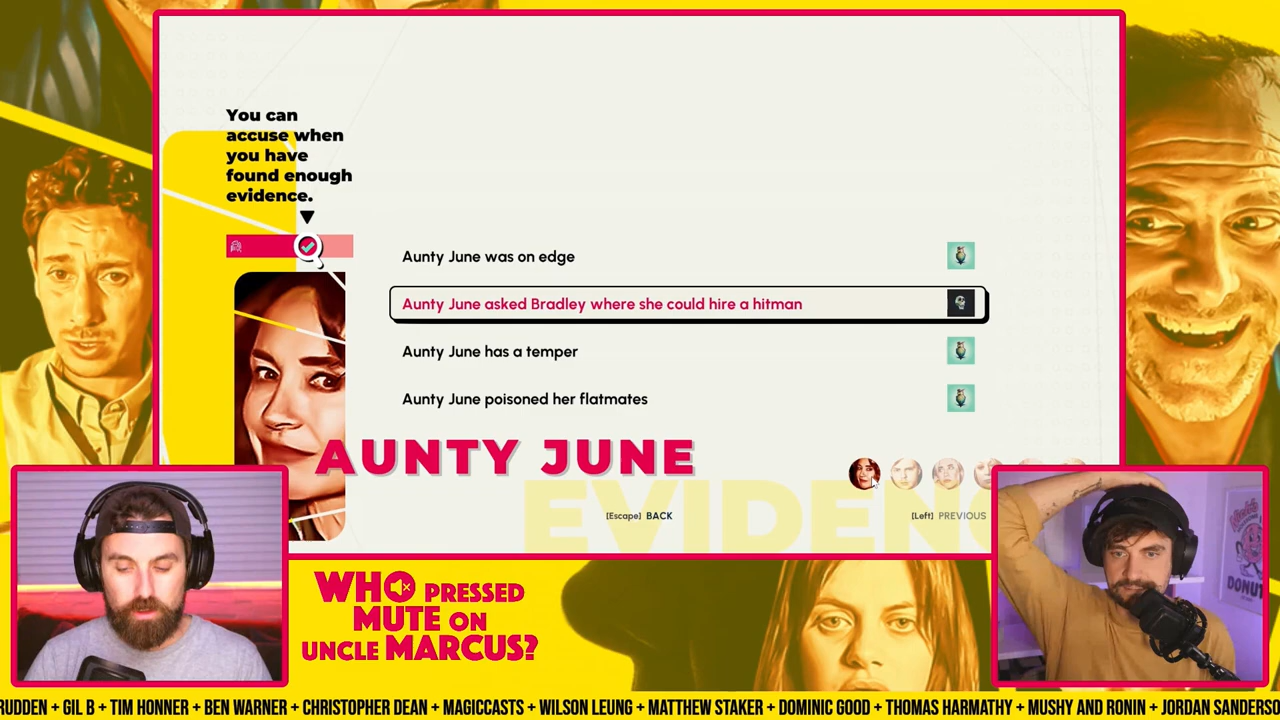 You can
accuse when
you have
found enough
evidence.
Aunty June was on edge
Aunty June asked Bradley where she could hire a hitman
Aunty June has a temper
Aunty June poisoned her flatmates
AUNTY JUNE
EVIDENC
[Escape] BACK
[Left] PREVIOUS
WHO PRESSED
MUTE ON
UNCLE MARCUS?
DONUT
RUDDEN + GIL B + TIM HONNER + BEN WARNER + CHRISTOPHER DEAN + MAGICCASTS + WILSON LEUNG + MATTHEW STAKER + DOMINIC GOOD + THOMAS HARMATHY + MUSHY AND RONIN + JORDAN SANDERSO